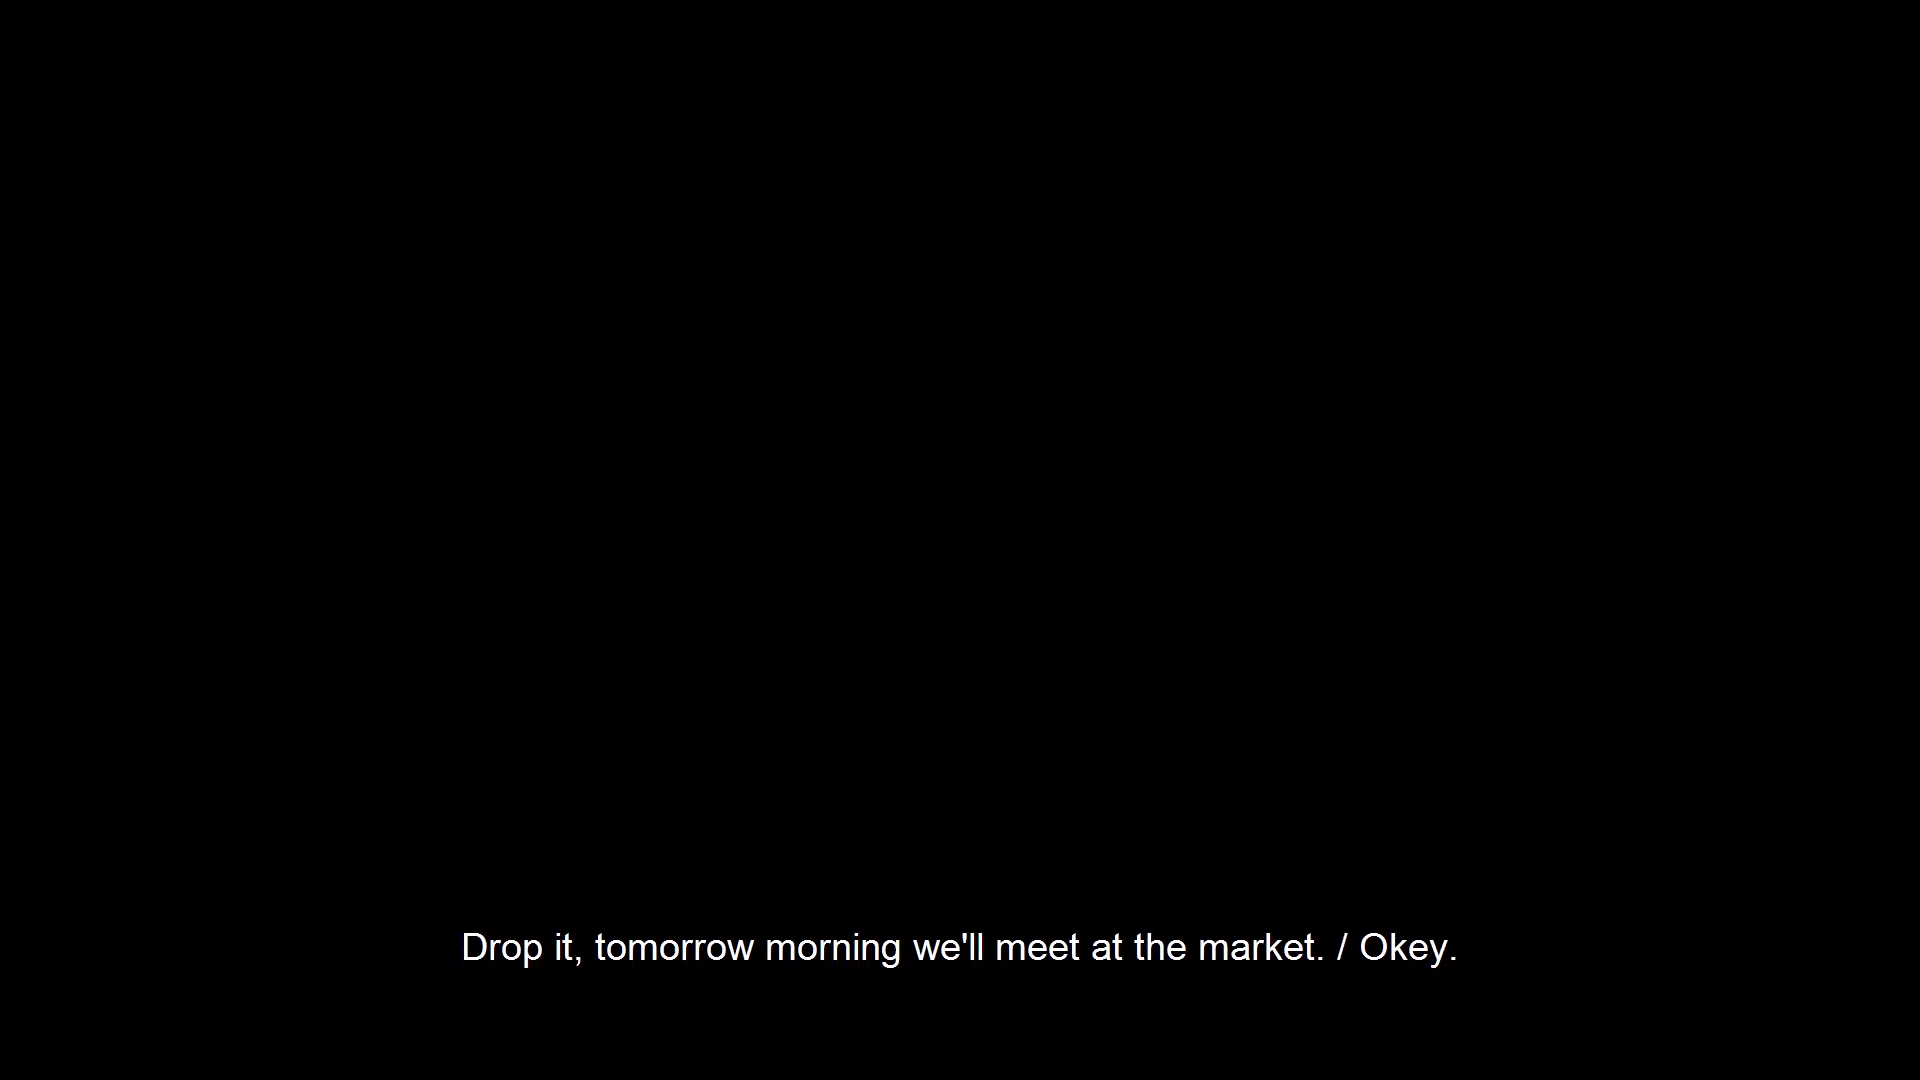 Drop it, tomorrow morning we'll meet at the market. / Okey.